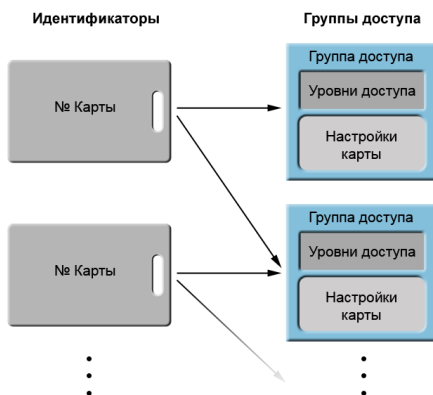 Идентификаторы
Группы доступа
№ Карты
Группа доступа
Уровни доступа
Настройки
карты
№ Карты
Группа доступа
Уровни доступа
Настройки
карты